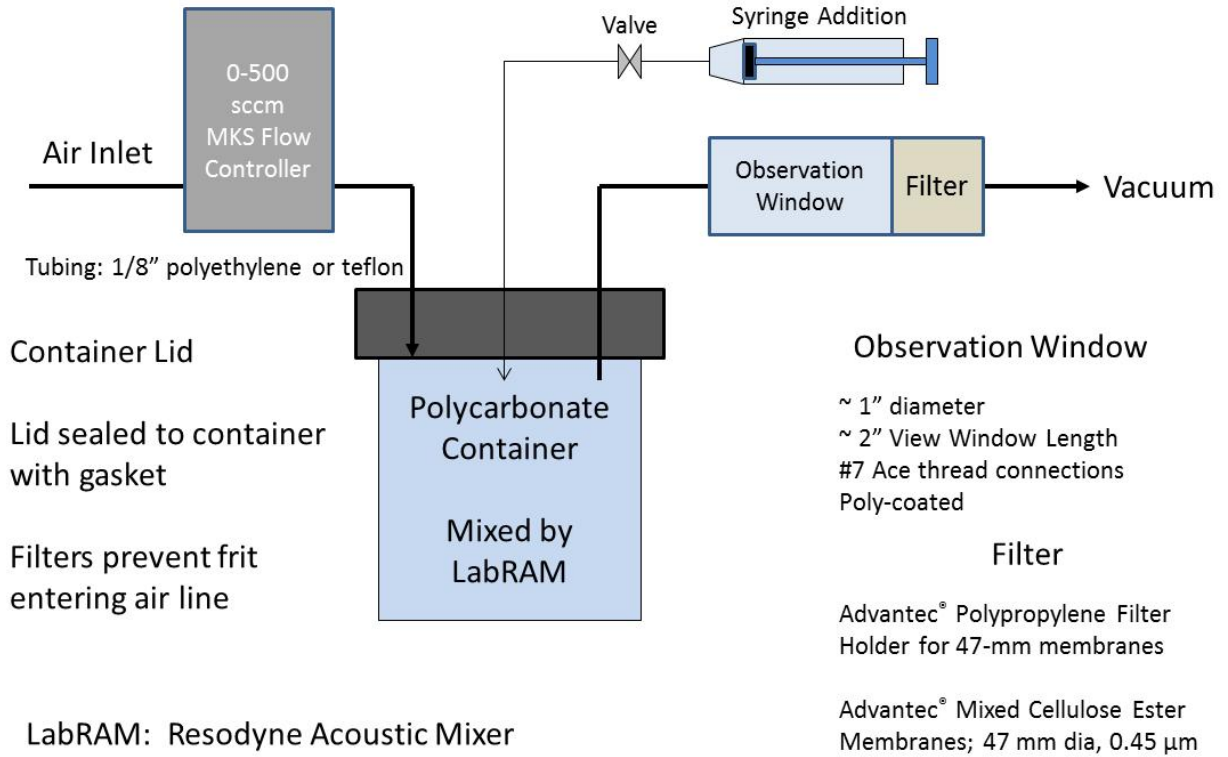 Valve
Syringe Addition
0-500
sccm
MKS Flow
Controller
Air Inlet
Observation
Window
Filter
Vacuum
Tubing: 1/8” polyethylene or teflon
Container Lid
Lid sealed to container
with gasket
Filters prevent frit
entering air line
Polycarbonate
Container
Mixed by
LabRAM
Observation Window
~ 1” diameter
~ 2” View Window Length
#7 Ace thread connections
Poly-coated
Filter
Advantec® Polypropylene Filter
Holder for 47-mm membranes
Advantec® Mixed Cellulose Ester
Membranes; 47 mm dia, 0.45 µm
LabRAM: Resodyne Acoustic Mixer